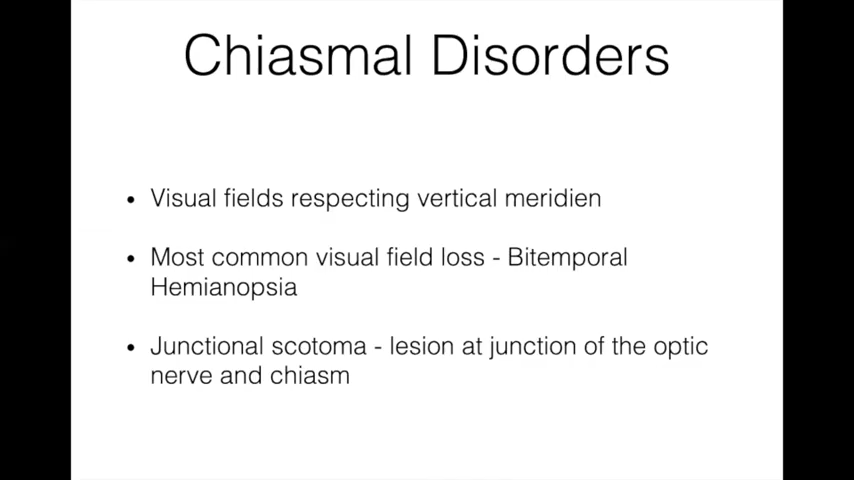 Chiasmal Disorders
• Visual fields respecting vertical meridien
• Most common visual field loss - Bitemporal
Hemianopsia
• Junctional scotoma - lesion at junction of the optic
nerve and chiasm